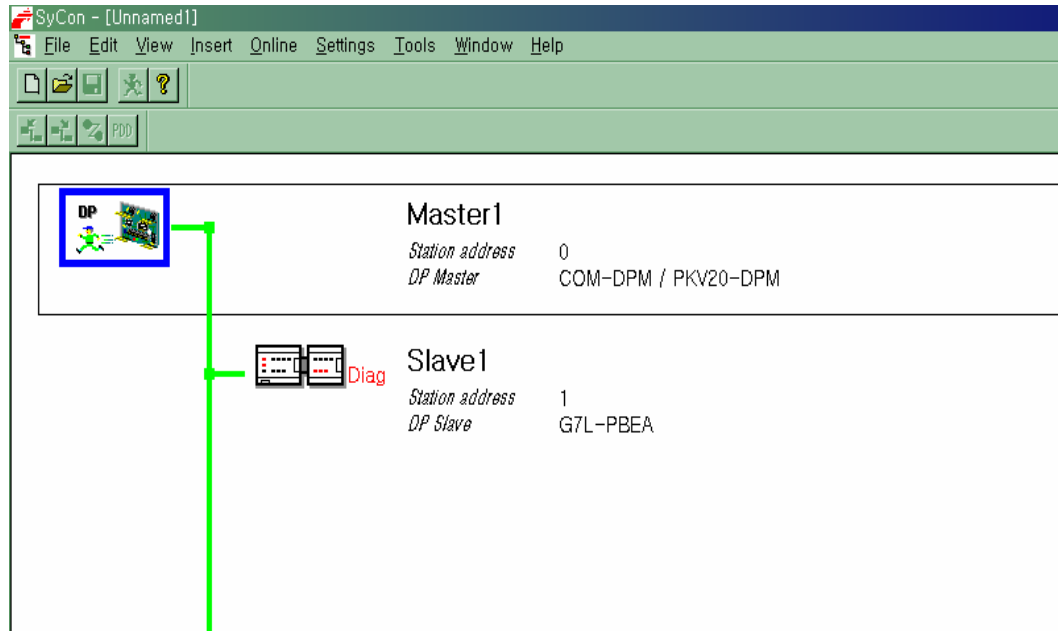 SyCon - [Unnamed1]
File Edit View Insert Online Settings Tools Window Help
PDD
DP
Master1
Station address 0
DP Master COM-DPM / PKV20-DPM
Diag
Slave1
Station address 1
DP Slave G7L-PBEA